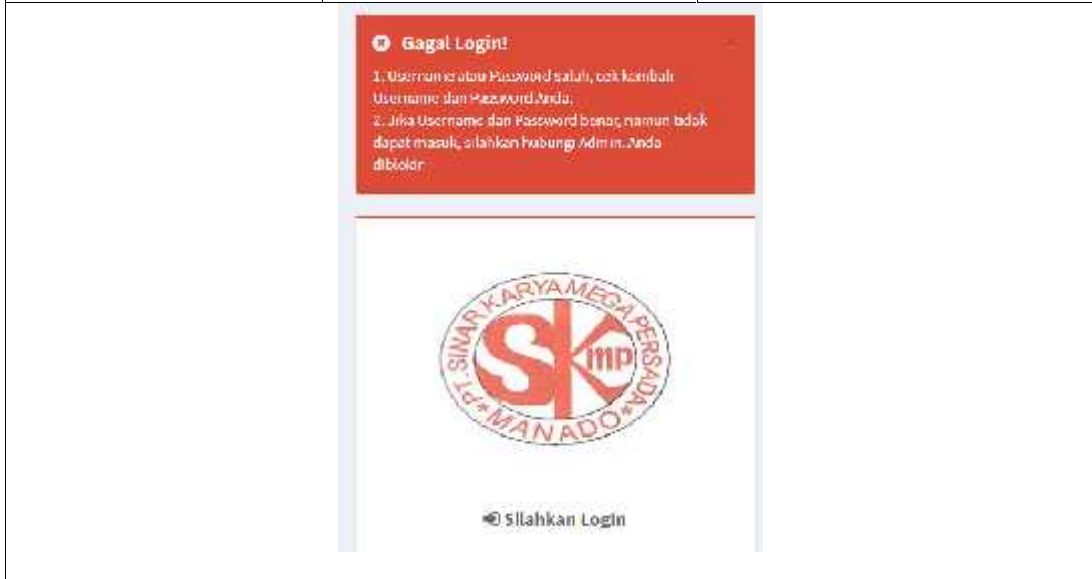 Gagal Login!
1. Username atau Password salah, cek kembali
Username dan Password Anda.
2. Jika Username dan Password benar, namun tidak
dapat masuk, silahkan hubungi Admin. Anda
diblokir
PT. SINAR KARYA MEGA PERSADA
SK mp
* MANADO *
Silahkan Login